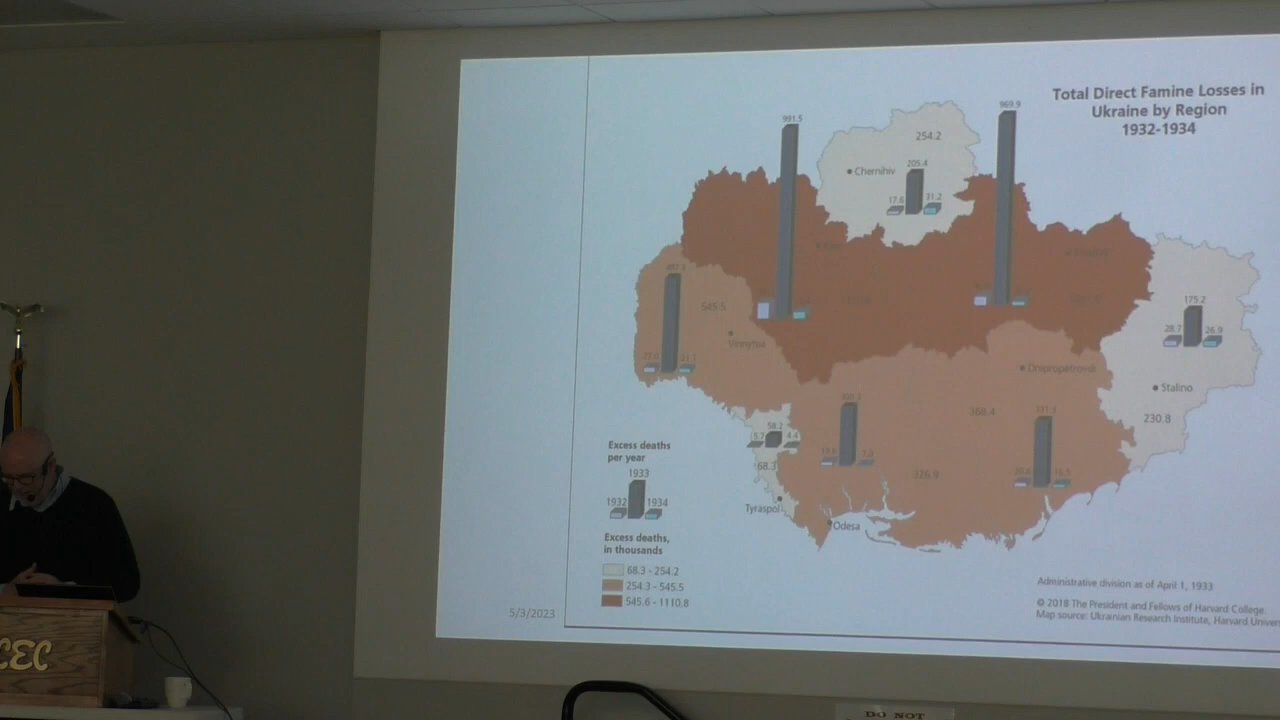 Total Direct Famine Losses in
Ukraine by Region
1932-1934
991.5
969.9
254.2
Chernihiv
205.4
17.6
31.2
545.5
Vinnytsia
27.0
175.2
28.7
26.9
Stalino
230.8
Dnipropetrovsk
368.4
326.9
58.2
5.7
4.4
68.3
Tyraspol
Odesa
Excess deaths
per year
1933
1932
1934
Excess deaths,
in thousands
68.3 - 254.2
254.3 - 545.5
545.6 - 1110.8
5/3/2023
Administrative division as of April 1, 1933
© 2018 The President and Fellows of Harvard College.
Map source: Ukrainian Research Institute, Harvard
CEC
DO NOT